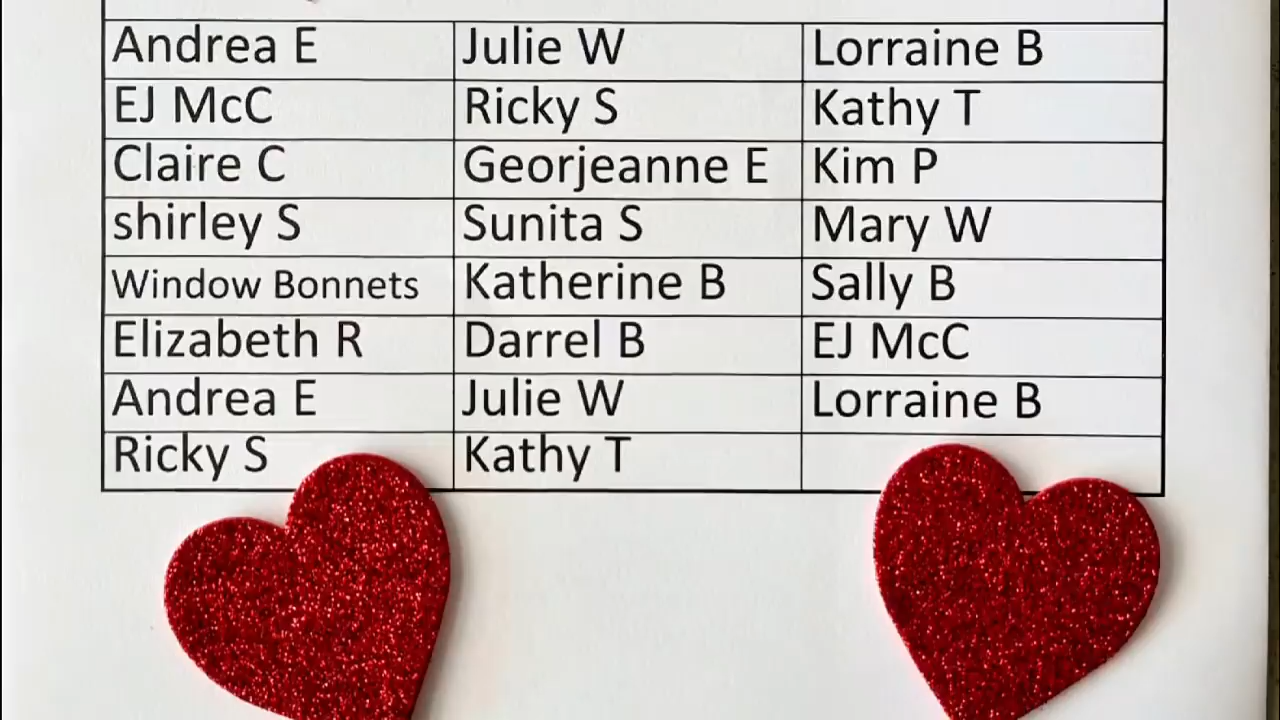 Andrea E Julie W Lorraine B
EJ McC Ricky S Kathy T
Claire C Georjeanne E Kim P
shirley S Sunita S Mary W
Window Bonnets Katherine B Sally B
Elizabeth R Darrel B EJ McC
Andrea E Julie W Lorraine B
Ricky S Kathy T